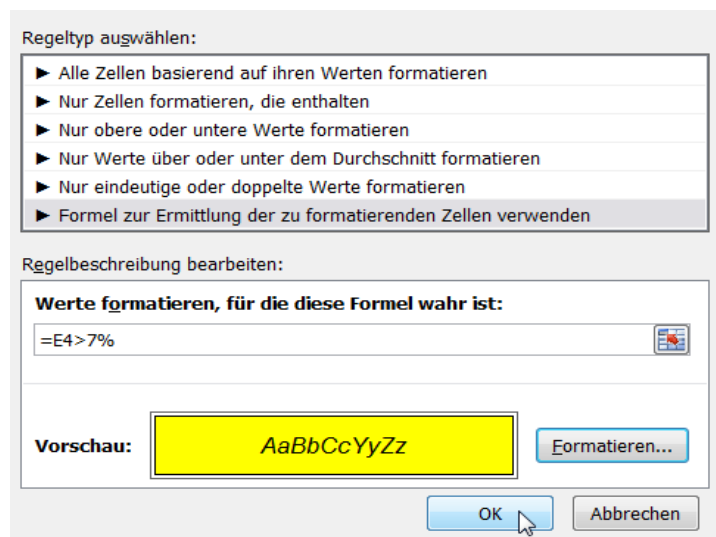 Regeltyp auswählen:
► Alle Zellen basierend auf ihren Werten formatieren
► Nur Zellen formatieren, die enthalten
► Nur obere oder untere Werte formatieren
► Nur Werte über oder unter dem Durchschnitt formatieren
► Nur eindeutige oder doppelte Werte formatieren
► Formel zur Ermittlung der zu formatierenden Zellen verwenden
Regelbeschreibung bearbeiten:
Werte formatieren, für die diese Formel wahr ist:
=E4>7%
Vorschau: AaBbCcYyZz Formatieren...
OK Abbrechen